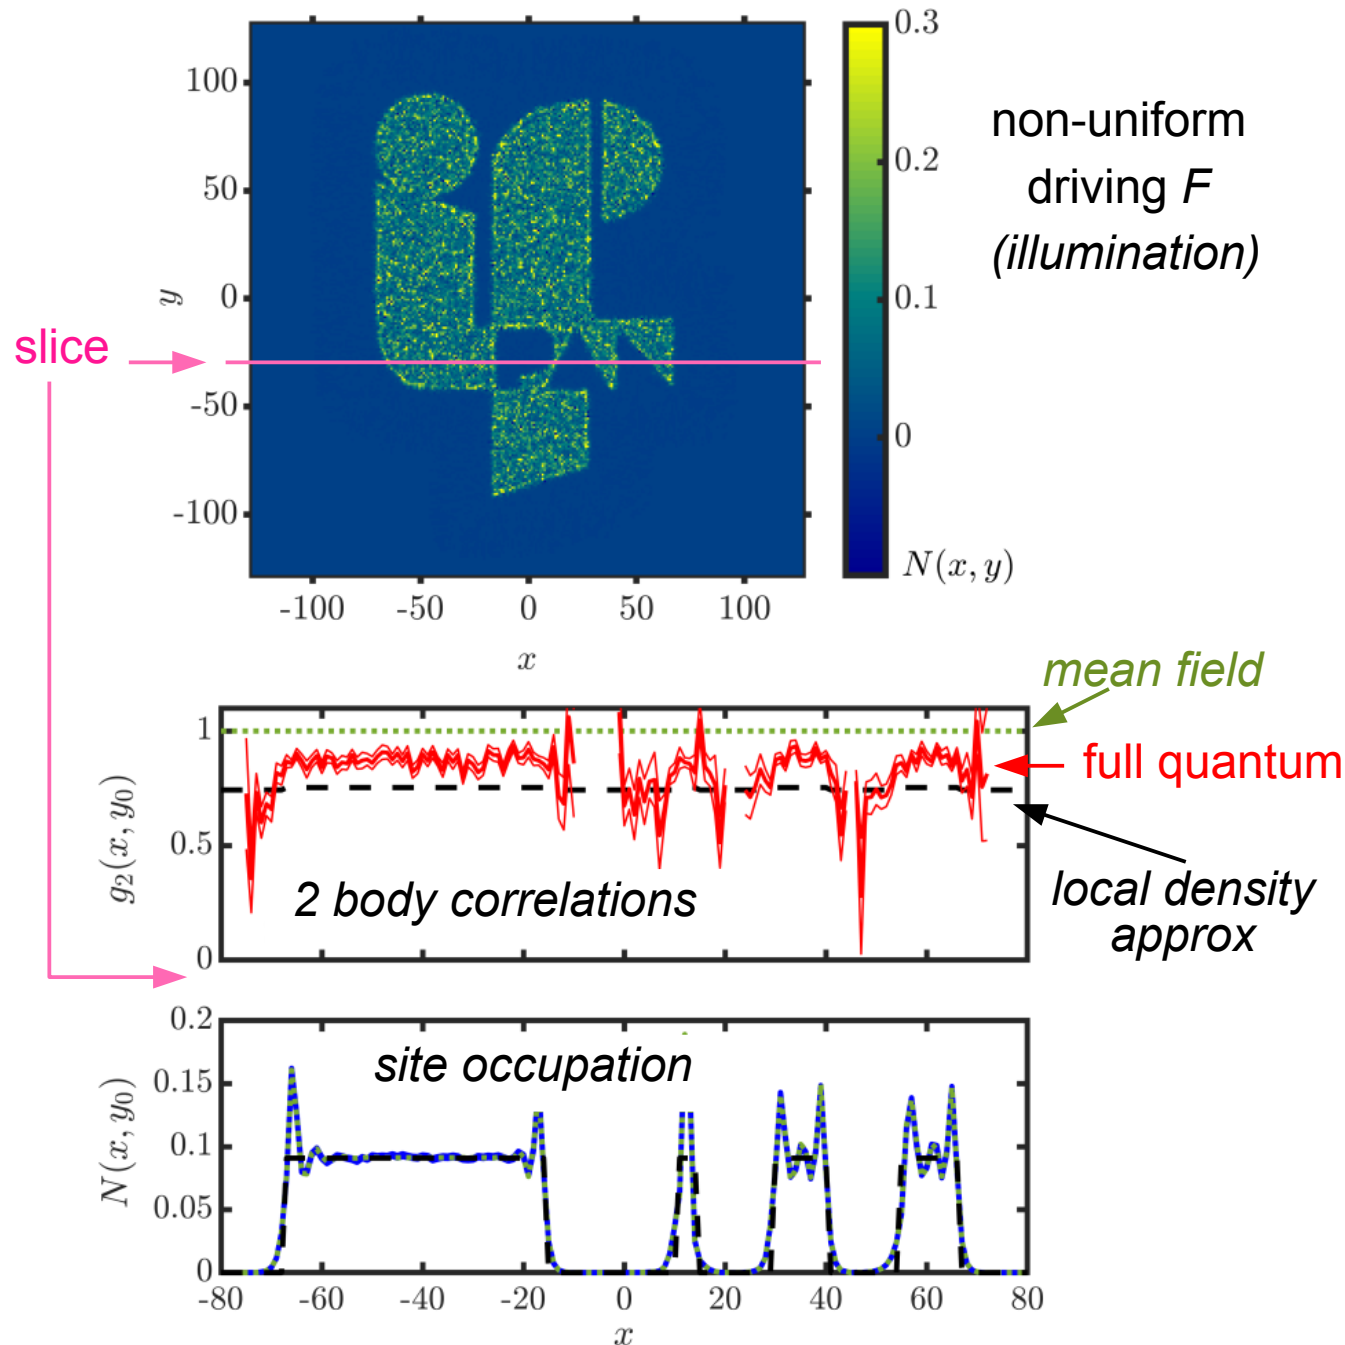 0.3
100
non-uniform
0.2
50
driving F
(illumination)
y
0
0.1
slice
-50
0
-100
N(x, y)
-100
-50
0
50
100
x
mean field
1
full quantum
g₂(x, y₀)
0.5
2 body correlations
local density
approx
0
0.2
site occupation
0.15
N(x, y₀)
0.1
0.05
0
-80
-60
-40
-20
0
20
40
60
80
x